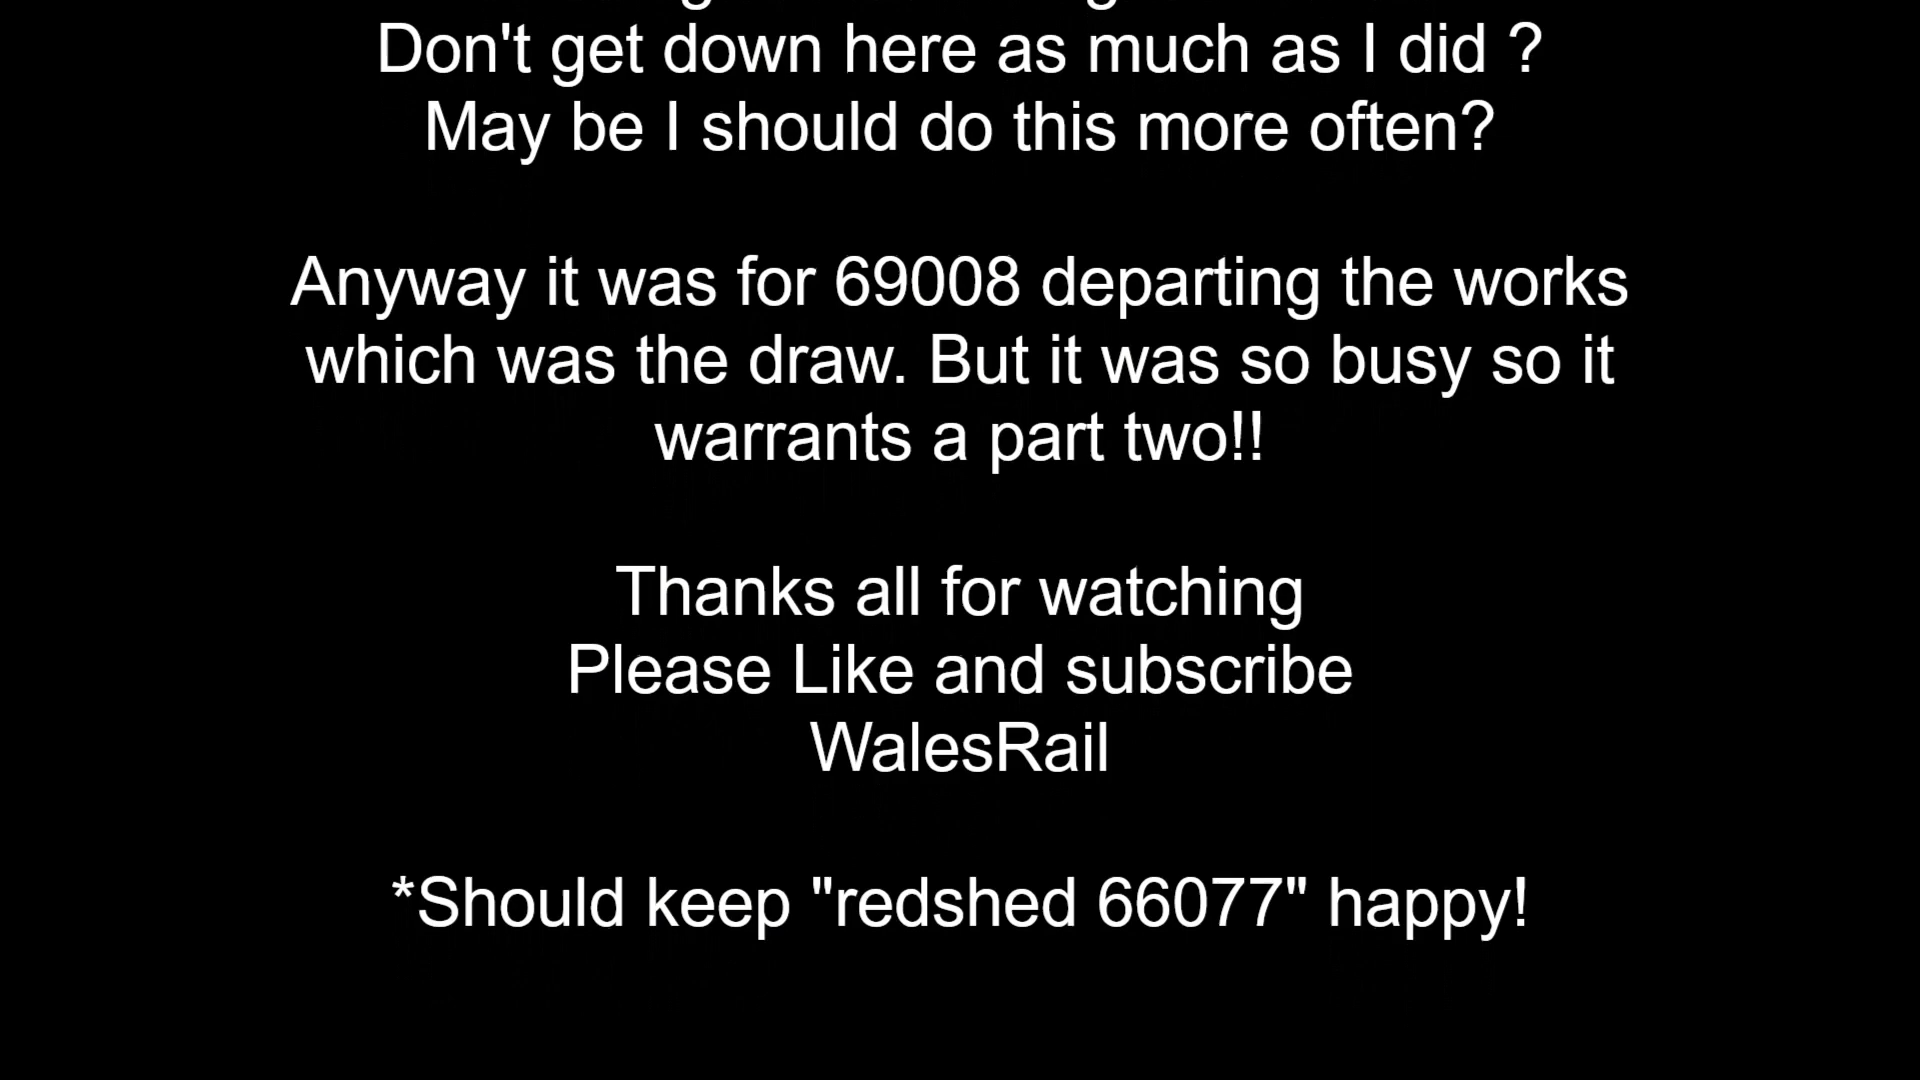 Don't get down here as much as I did ?
May be I should do this more often?
Anyway it was for 69008 departing the works
which was the draw. But it was so busy so it
warrants a part two!!
Thanks all for watching
Please Like and subscribe
WalesRail
*Should keep "redshed 66077" happy!